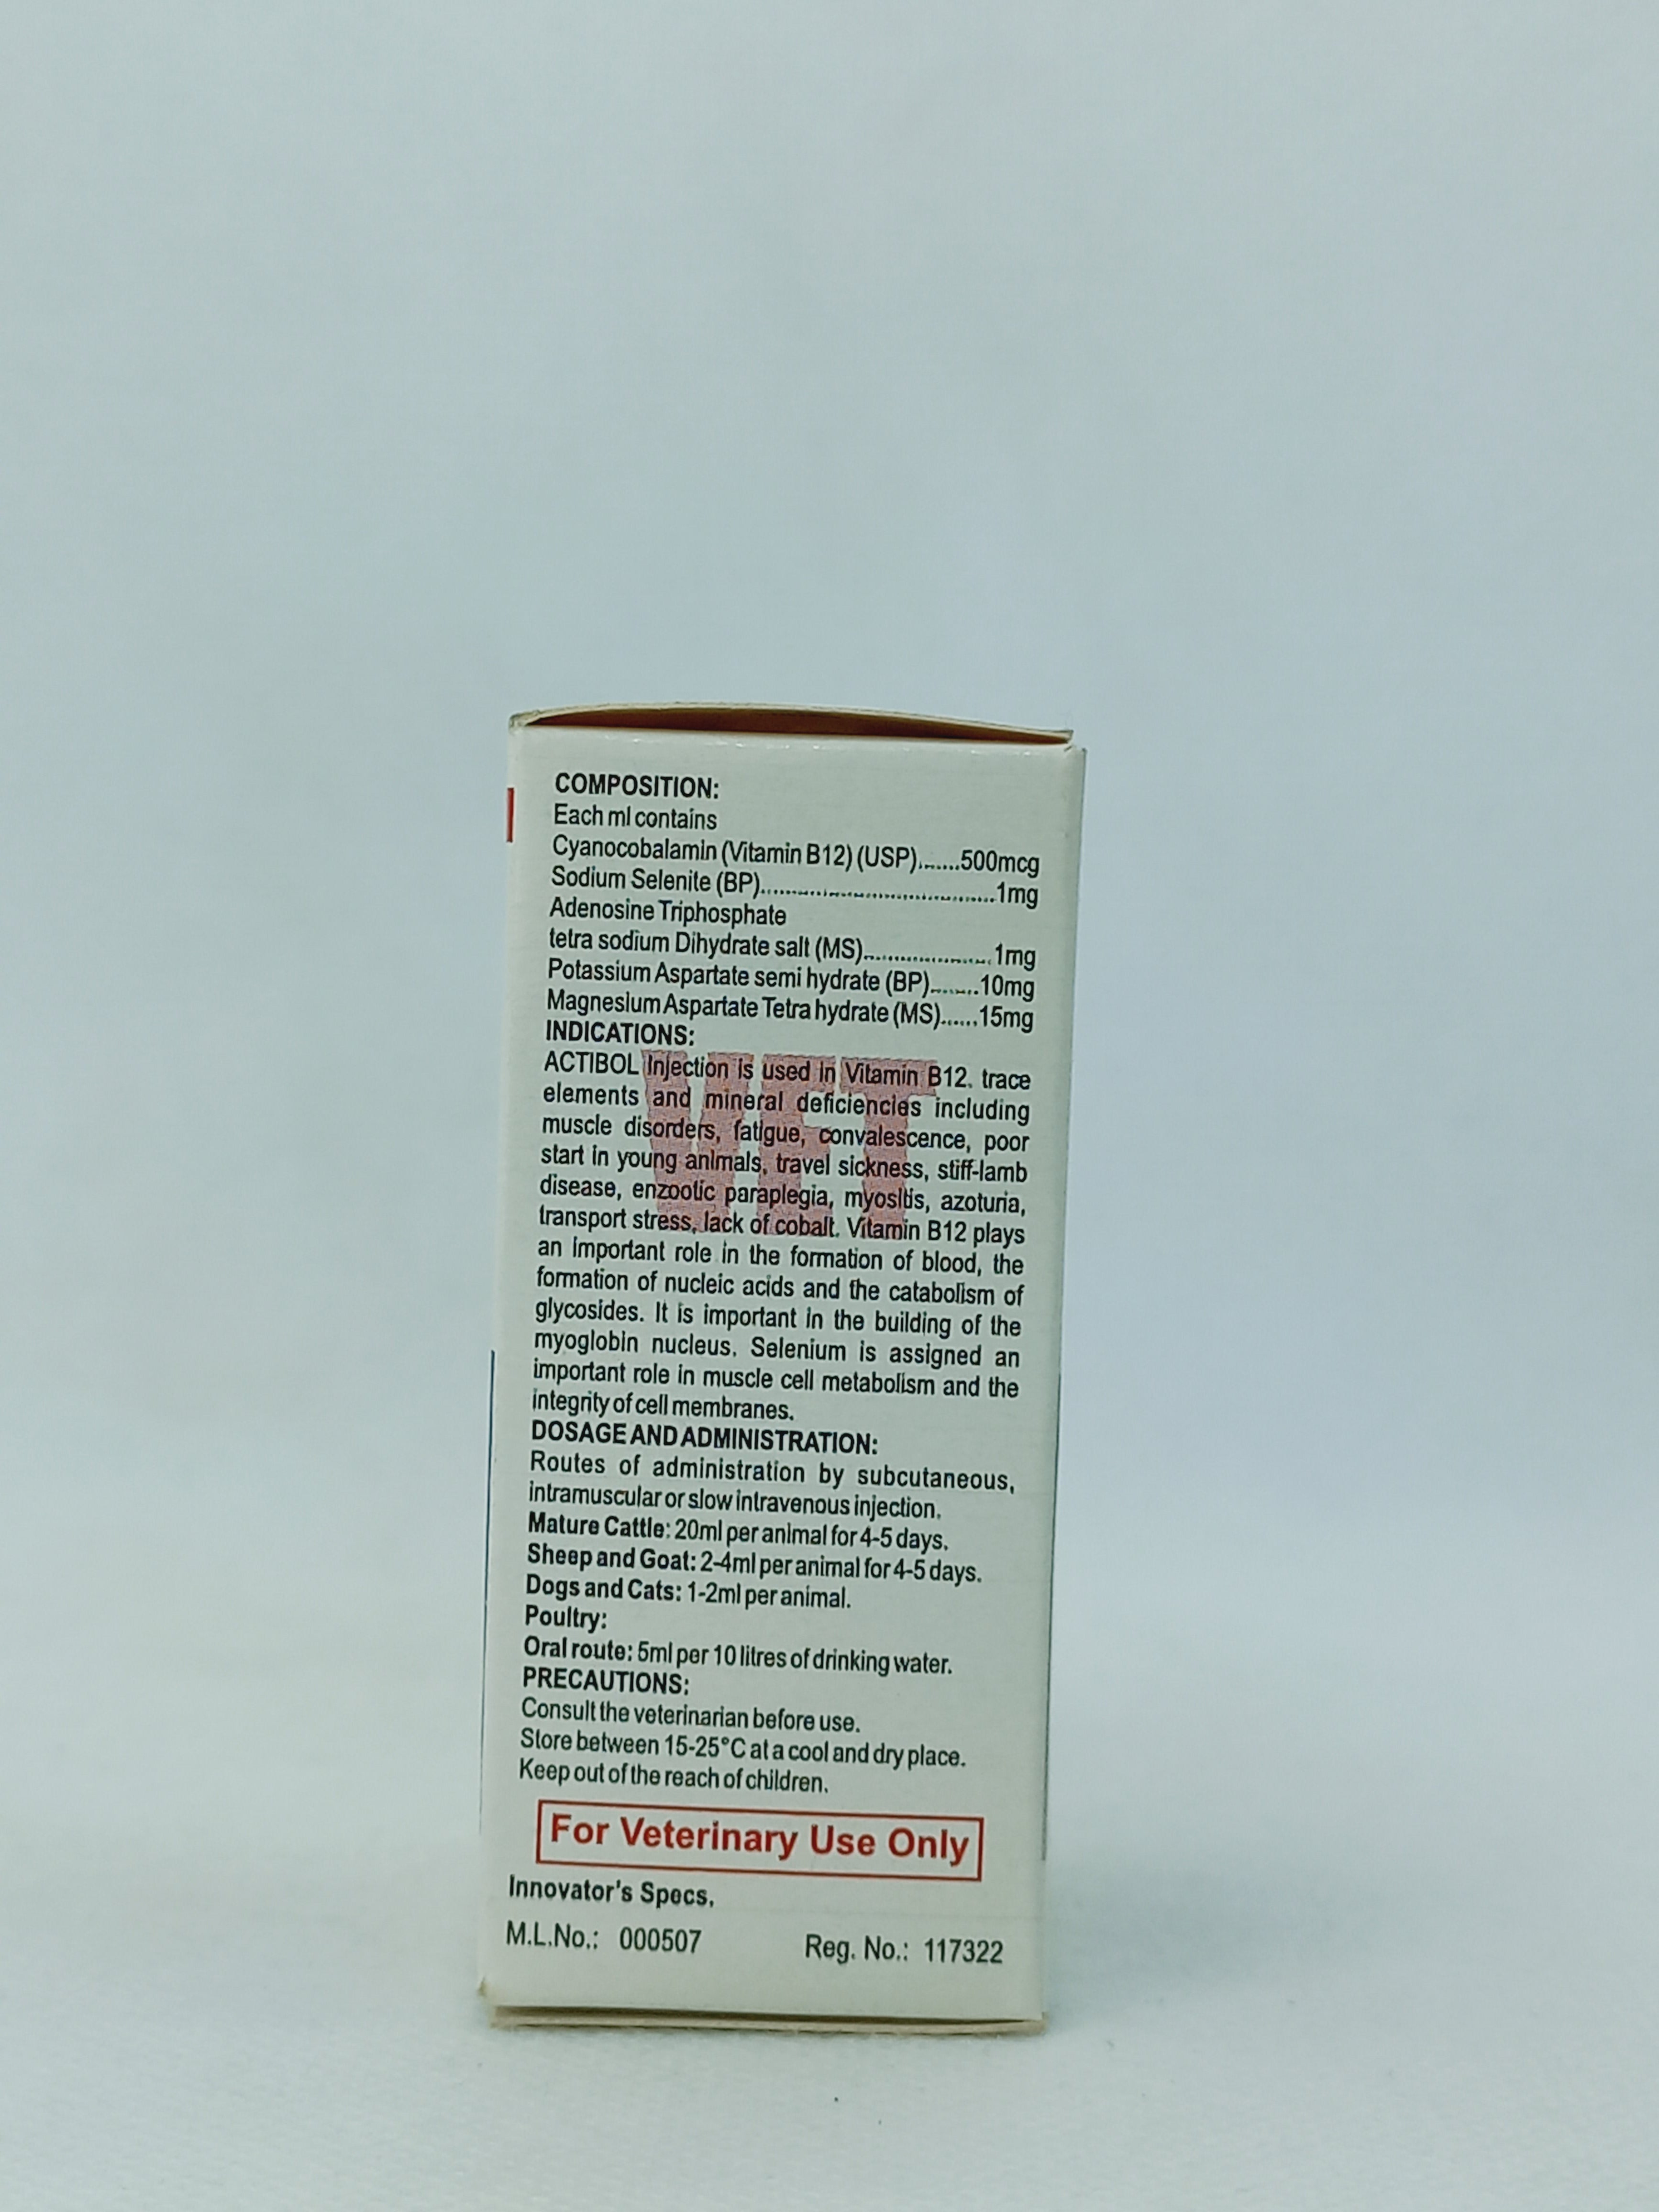 COMPOSITION:
Each ml contains
Cyanocobalamin (Vitamin B12) (USP).......500mcg
Sodium Selenite (BP)........................................1mg
Adenosine Triphosphate
tetra sodium Dihydrate salt (MS)......................1mg
Potassium Aspartate semi hydrate (BP)........10mg
Magnesium Aspartate Tetra hydrate (MS)......15mg
INDICATIONS:
VET
ACTIBOL Injection is used in Vitamin B12, trace
elements and mineral deficiencies including
muscle disorders, fatigue, convalescence, poor
start in young animals, travel sickness, stiff-lamb
disease, enzootic paraplegia, myositis, azoturia,
transport stress, lack of cobalt. Vitamin B12 plays
an important role in the formation of blood, the
formation of nucleic acids and the catabolism of
glycosides. It is important in the building of the
myoglobin nucleus. Selenium is assigned an
important role in muscle cell metabolism and the
integrity of cell membranes.
DOSAGE AND ADMINISTRATION:
Routes of administration by subcutaneous,
intramuscular or slow intravenous injection.
Mature Cattle: 20ml per animal for 4-5 days.
Sheep and Goat: 2-4ml per animal for 4-5 days.
Dogs and Cats: 1-2ml per animal.
Poultry:
Oral route: 5ml per 10 litres of drinking water.
PRECAUTIONS:
Consult the veterinarian before use.
Store between 15-25°C at a cool and dry place.
Keep out of the reach of children.
For Veterinary Use Only
Innovator's Specs.
M.L.No.: 000507 Reg. No.: 117322